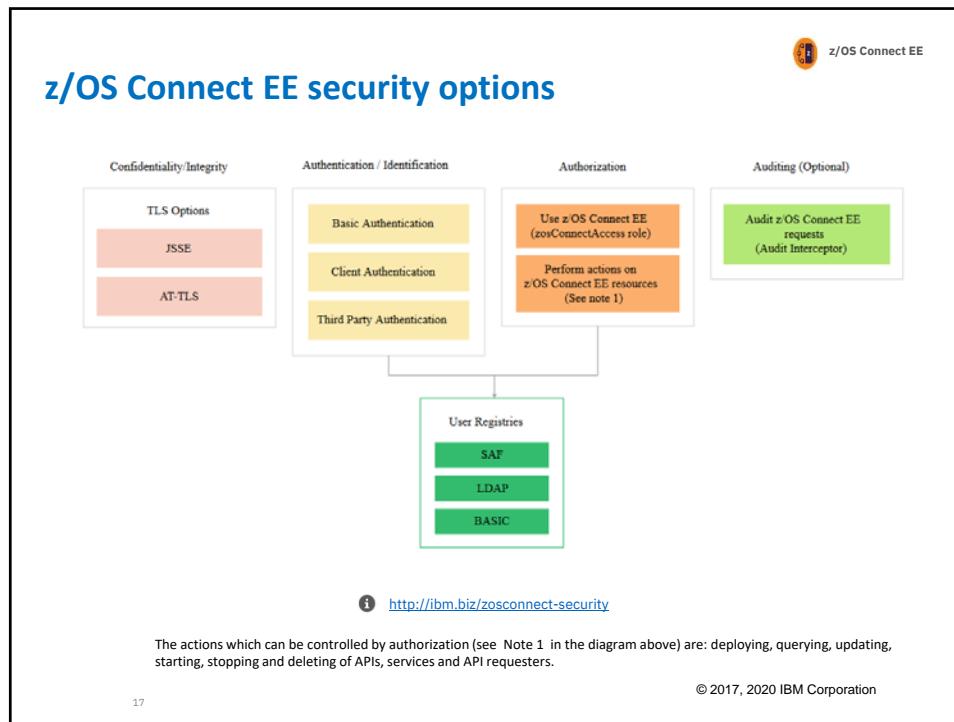 z/OS Connect EE
z/OS Connect EE security options
Confidentiality/Integrity
TLS Options
JSSE
AT-TLS
Authentication / Identification
Basic Authentication
Client Authentication
Third Party Authentication
Authorization
Use z/OS Connect EE
(zosConnectAccess role)
Perform actions on
z/OS Connect EE resources
(See note 1)
Auditing (Optional)
Audit z/OS Connect EE
requests
(Audit Interceptor)
User Registries
SAF
LDAP
BASIC
http://ibm.biz/zosconnect-security
The actions which can be controlled by authorization (see Note 1 in the diagram above) are: deploying, querying, updating,
starting, stopping and deleting of APIs, services and API requesters.
17
© 2017, 2020 IBM Corporation